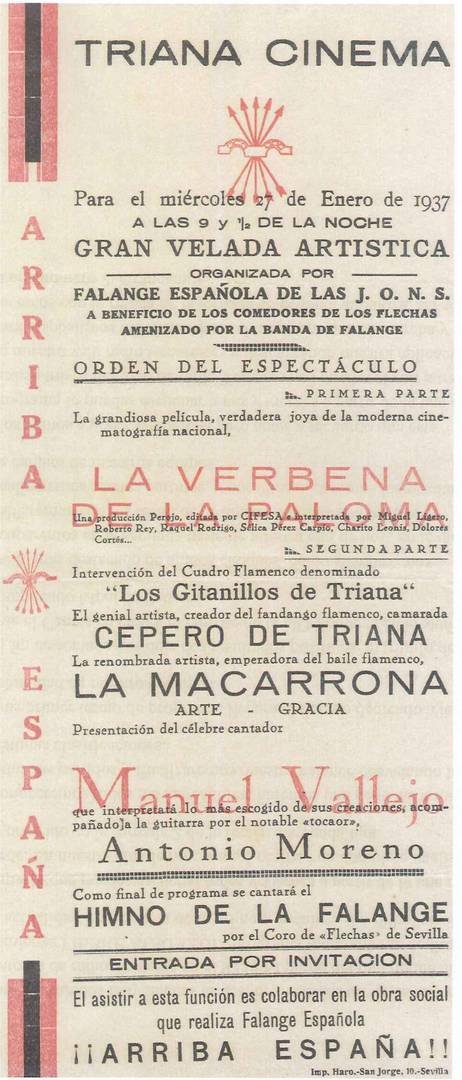 TRIANA CINEMA
Para el miércoles 27 de Enero de 1937
A LAS 9 y ½ DE LA NOCHE
GRAN VELADA ARTISTICA
ORGANIZADA POR
FALANGE ESPAÑOLA DE LAS J. O. N. S.
A BENEFICIO DE LOS COMEDORES DE LOS FLECHAS
AMENIZADO POR LA BANDA DE FALANGE
ORDEN DEL ESPECTÁCULO
PRIMERA PARTE
La grandiosa película, verdadera joya de la moderna cine-
matografía nacional,
LA VERBENA
DE LA PALOMA
Una producción Perojo, editada por CIFESA e interpretada por Miguel Ligero,
Roberto Rey, Raquel Rodrigo, Sélica Pérez Carpio, Charito Leonis, Dolores
Cortés...
SEGUNDA PARTE
Intervención del Cuadro Flamenco denominado
"Los Gitanillos de Triana"
El genial artista, creador del fandango flamenco, camarada
CEPERO DE TRIANA
La renombrada artista, emperadora del baile flamenco,
LA MACARRONA
ARTE - GRACIA
Presentación del célebre cantador
Manuel Vallejo
que interpretatá lo más escogido de sus creaciones, acom-
pañado]a la guitarra por el notable «tocaor»,
Antonio Moreno
Como final de programa se cantará el
HIMNO DE LA FALANGE
por el Coro de «Flechas» de Sevilla
ENTRADA POR INVITACION
El asistir a esta función es colaborar en la obra social
que realiza Falange Española
¡¡ARRIBA ESPAÑA!!
Imp. Haro.-San Jorge, 10.-Sevilla
ARRIBA
ESPAÑA